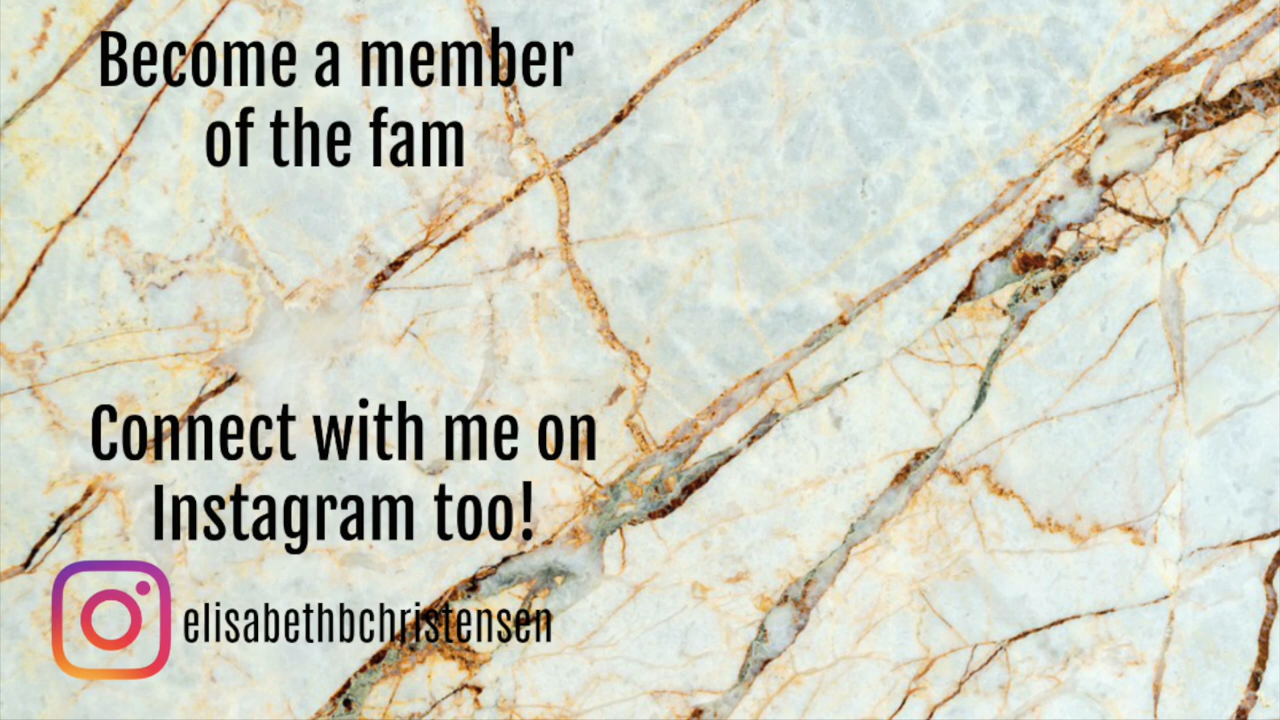 Become a member
of the fam
Connect with me on
Instagram too!
elisabethbchristensen